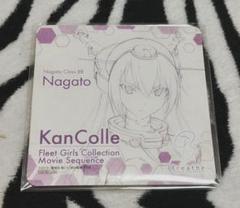 Nagato Class BB
Nagato
KanColle
Fleet Girls Collection
Movie Sequence